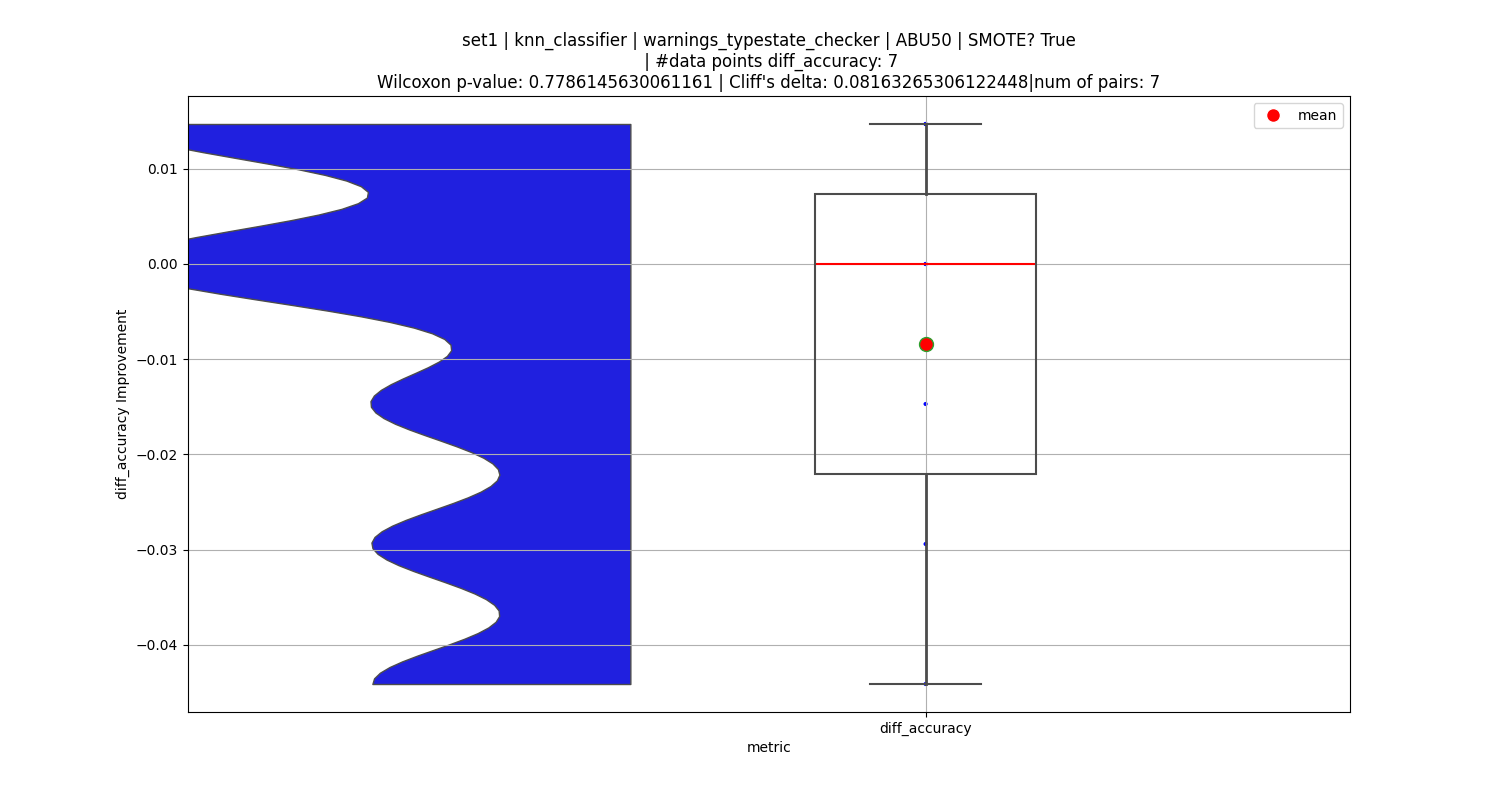 set1 | knn_classifier | warnings_typestate_checker | ABU50 | SMOTE? True
| #data points diff_accuracy: 7
Wilcoxon p-value: 0.7786145630061161 | Cliff's delta: 0.08163265306122448|num of pairs: 7
mean
0.01
0.00
−0.01
−0.02
−0.03
−0.04
diff_accuracy Improvement
diff_accuracy
metric